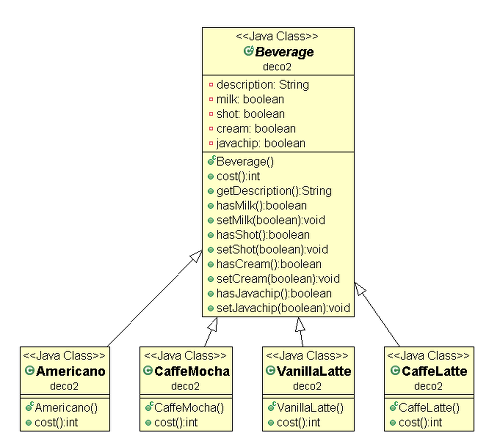 <<Java Class>>
Beverage
deco2
description: String
milk: boolean
shot: boolean
cream: boolean
javachip: boolean
Beverage()
cost():int
getDescription():String
hasMilk():boolean
setMilk(boolean):void
hasShot():boolean
setShot(boolean):void
hasCream():boolean
setCream(boolean):void
hasJavachip():boolean
setJavachip(boolean):void
<<Java Class>>
Americano
deco2
Americano()
cost():int
<<Java Class>>
CaffeMocha
deco2
CaffeMocha()
cost():int
<<Java Class>>
VanillaLatte
deco2
VanillaLatte()
cost():int
<<Java Class>>
CaffeLatte
deco2
CaffeLatte()
cost():int